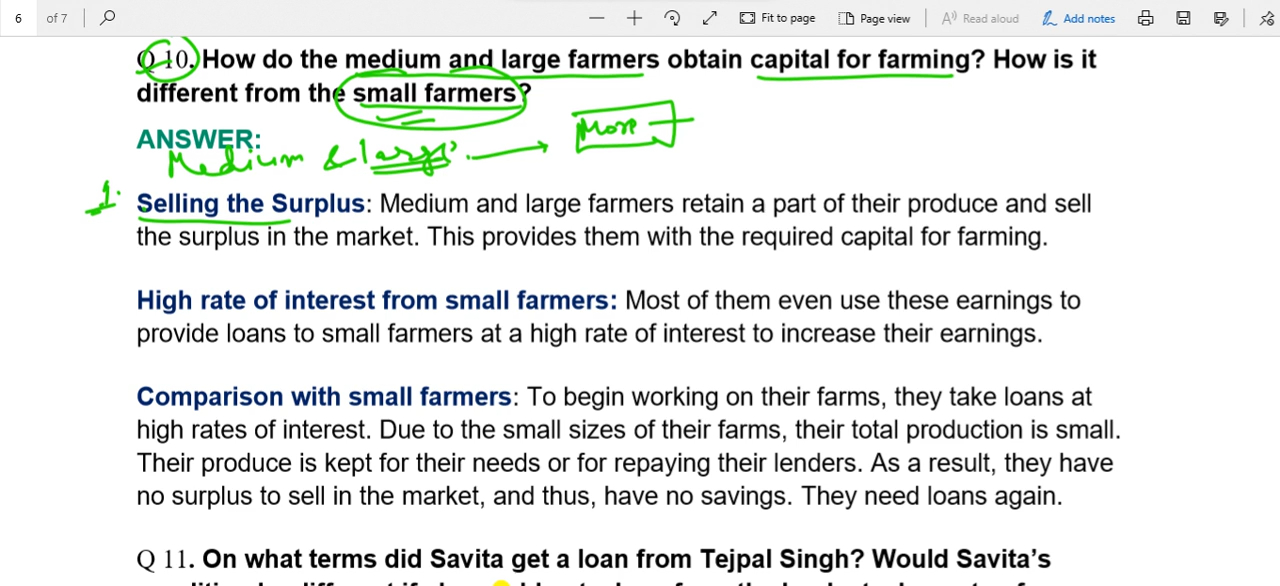 6 of 7 Fit to page Page view Read aloud Add notes
Q 10. How do the medium and large farmers obtain capital for farming? How is it
different from the small farmers?
More
ANSWER:
Medium & large
1.
Selling the Surplus: Medium and large farmers retain a part of their produce and sell
the surplus in the market. This provides them with the required capital for farming.
High rate of interest from small farmers: Most of them even use these earnings to
provide loans to small farmers at a high rate of interest to increase their earnings.
Comparison with small farmers: To begin working on their farms, they take loans at
high rates of interest. Due to the small sizes of their farms, their total production is small.
Their produce is kept for their needs or for repaying their lenders. As a result, they have
no surplus to sell in the market, and thus, have no savings. They need loans again.
Q 11. On what terms did Savita get a loan from Tejpal Singh? Would Savita’s